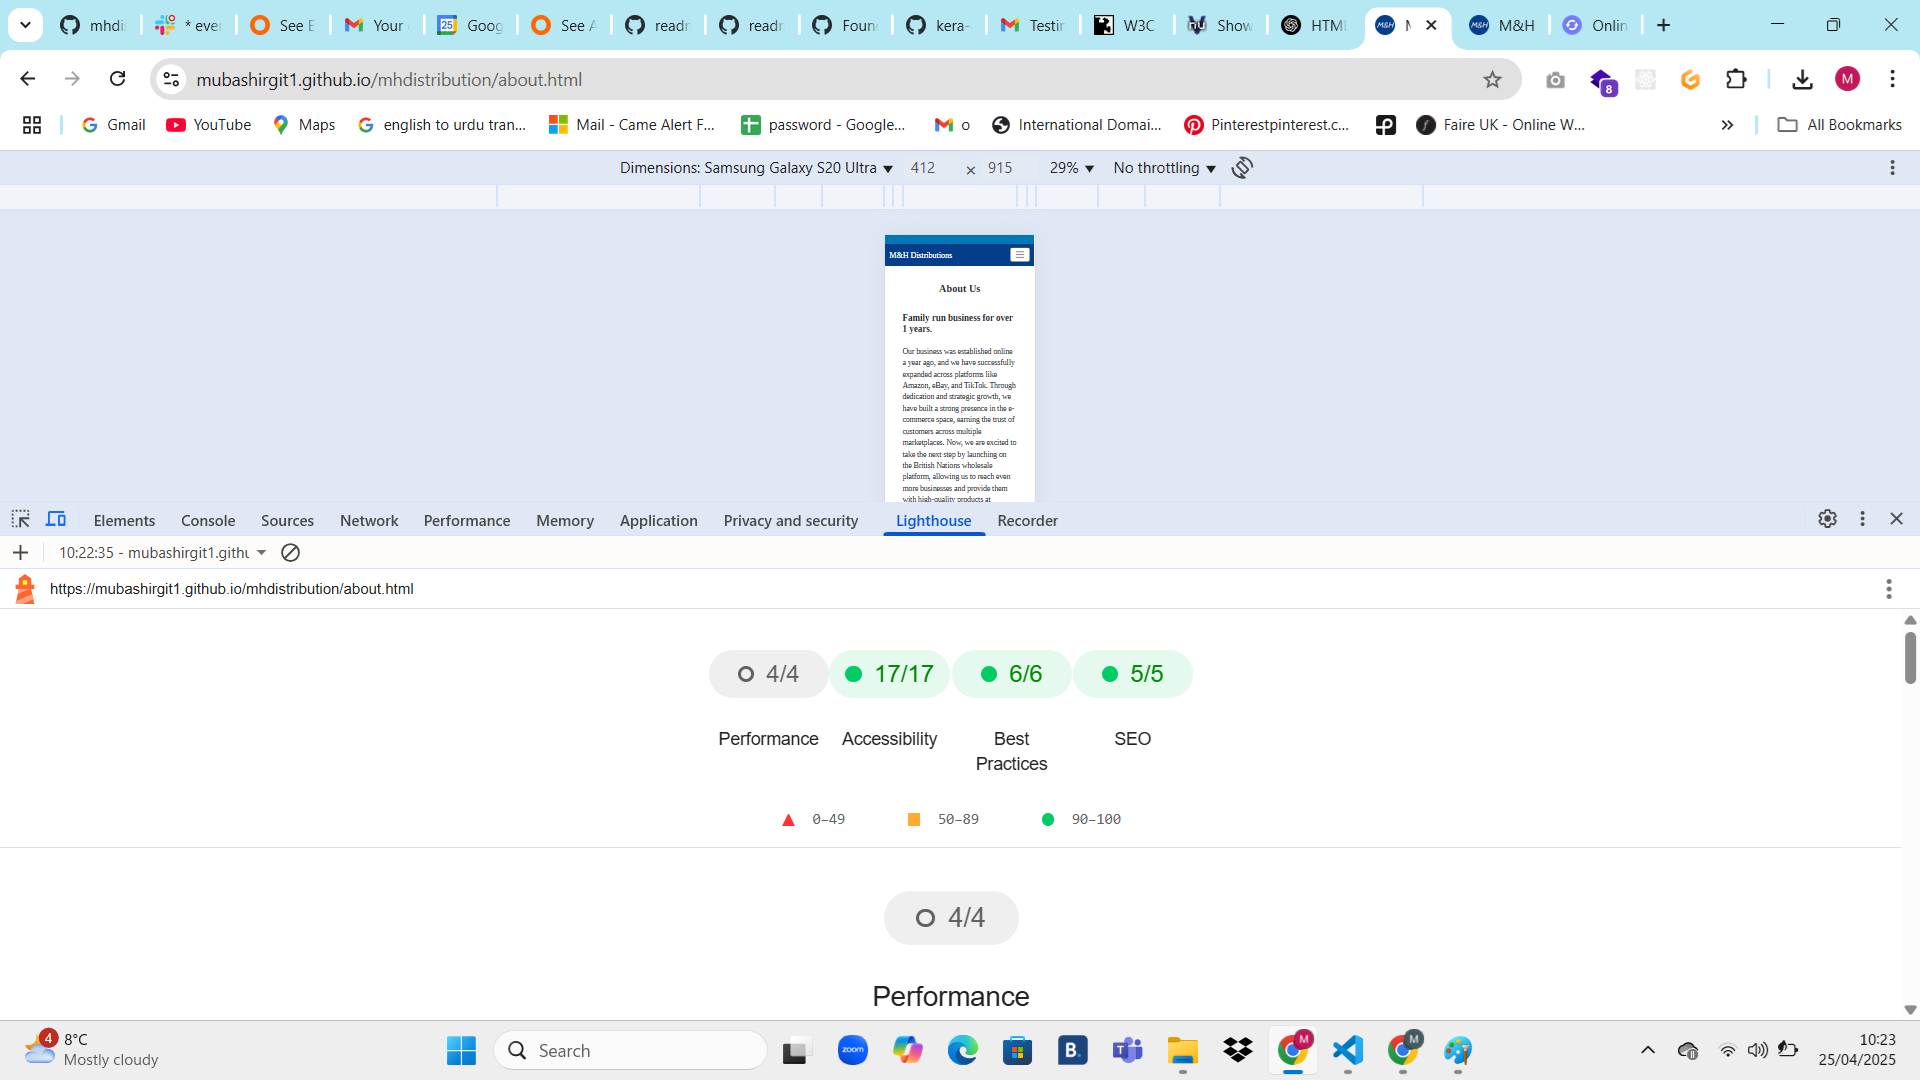 mhdis
* ever
See E
Your
Goog
See A
readn
readn
Foun
kera-
Testin
W3C
Show
HTML
M&H
Onlin
mubashirgit1.github.io/mhdistribution/about.html
8
M
Gmail
YouTube
Maps
english to urdu tran...
Mail - Came Alert F...
password - Google...
o
International Domai...
Pinterestpinterest.c...
Faire UK - Online W...
All Bookmarks
Dimensions: Samsung Galaxy S20 Ultra
412
×
915
29%
No throttling
M&H Distributions
About Us
Family run business for over
1 years.
Our business was established online
a year ago, and we have successfully
expanded across platforms like
Amazon, eBay, and TikTok. Through
dedication and strategic growth, we
have built a strong presence in the e-
commerce space, earning the trust of
customers across multiple
marketplaces. Now, we are excited to
take the next step by launching on
the British Nations wholesale
platform, allowing us to reach even
more businesses and provide them
with high-quality products at
Elements
Console
Sources
Network
Performance
Memory
Application
Privacy and security
Lighthouse
Recorder
10:22:35 - mubashirgit1.githu
https://mubashirgit1.github.io/mhdistribution/about.html
4/4
17/17
6/6
5/5
Performance
Accessibility
Best
Practices
SEO
0–49
50–89
90–100
4/4
Performance
4
8°C
Mostly cloudy
Search
zoom
B.
M
M
10:23
25/04/2025